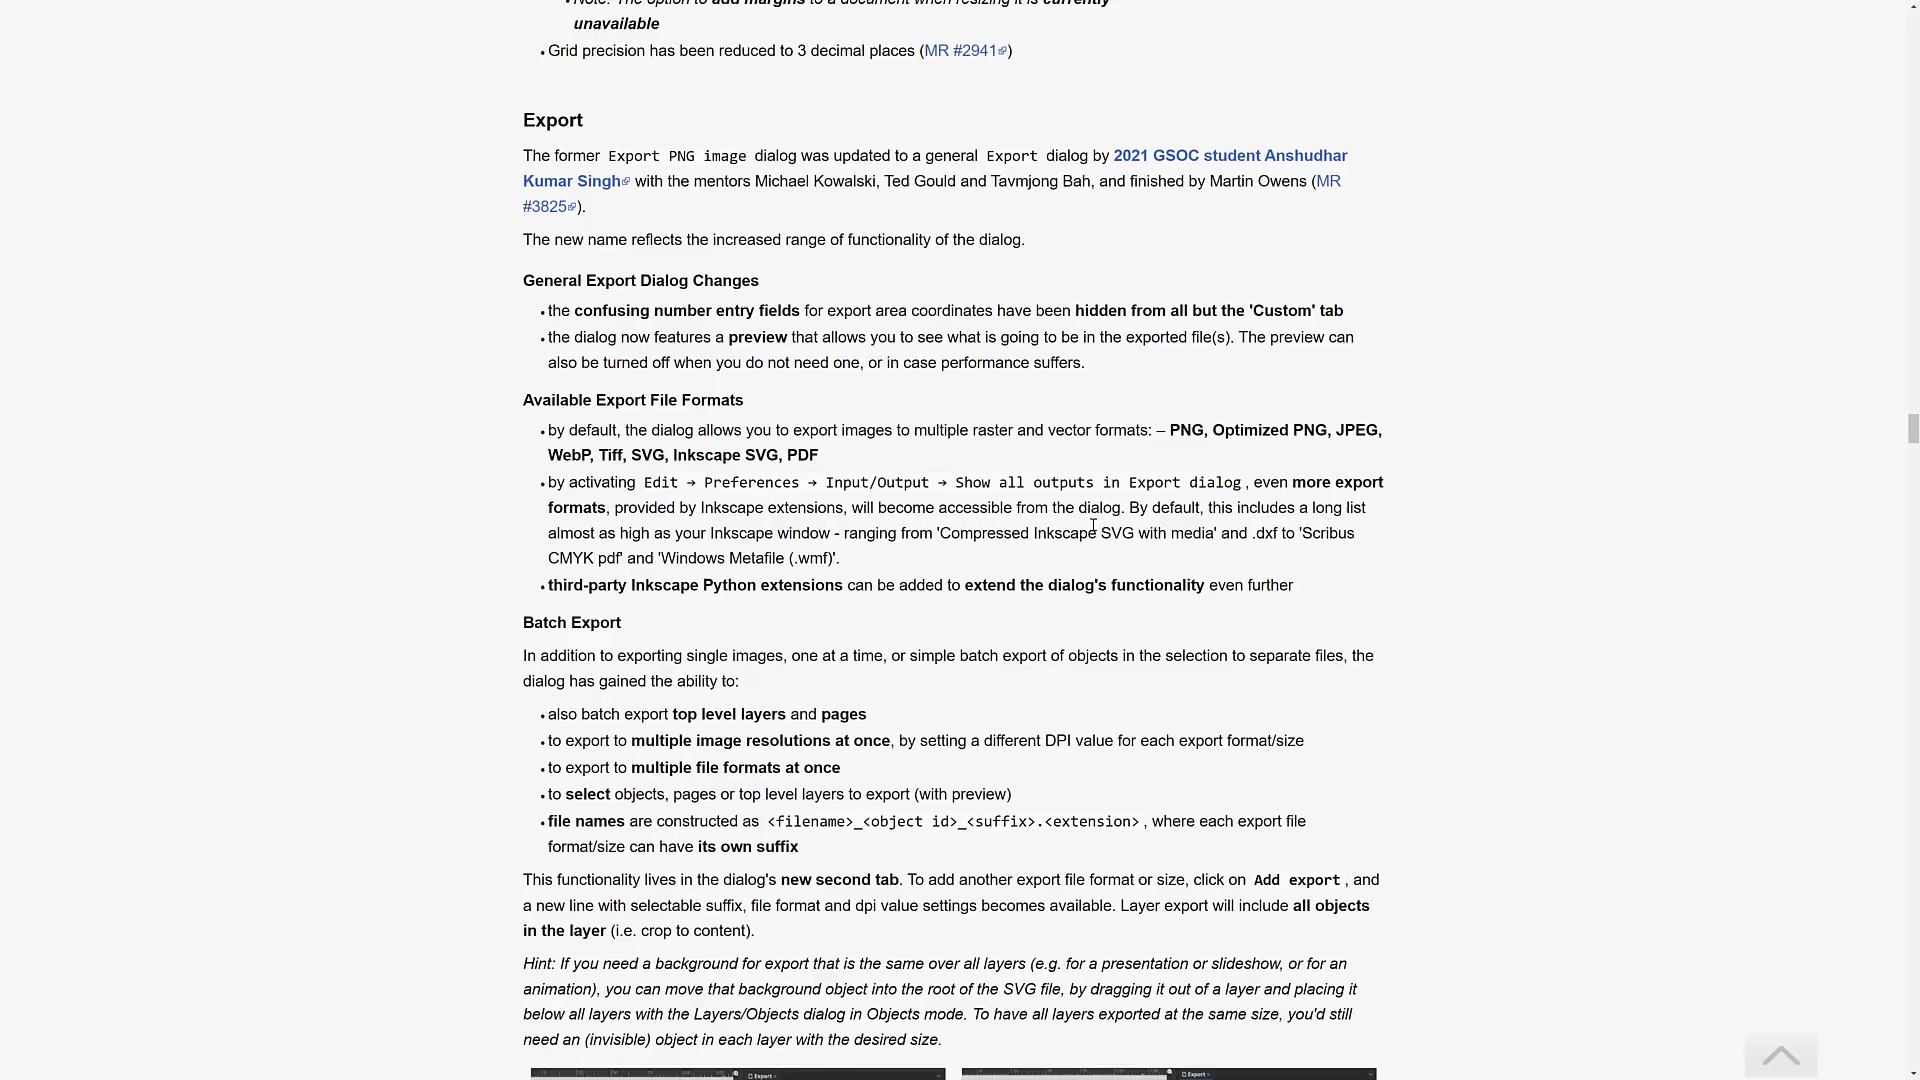 Note: The option to add margins to a document when resizing it is currently
unavailable
• Grid precision has been reduced to 3 decimal places (MR #2941)
Export
The former Export PNG image dialog was updated to a general Export dialog by 2021 GSOC student Anshudhar
Kumar Singh with the mentors Michael Kowalski, Ted Gould and Tavmjong Bah, and finished by Martin Owens (MR
#3825).
The new name reflects the increased range of functionality of the dialog.
General Export Dialog Changes
• the confusing number entry fields for export area coordinates have been hidden from all but the 'Custom' tab
• the dialog now features a preview that allows you to see what is going to be in the exported file(s). The preview can
also be turned off when you do not need one, or in case performance suffers.
Available Export File Formats
• by default, the dialog allows you to export images to multiple raster and vector formats: – PNG, Optimized PNG, JPEG,
WebP, Tiff, SVG, Inkscape SVG, PDF
• by activating Edit → Preferences → Input/Output → Show all outputs in Export dialog, even more export
formats, provided by Inkscape extensions, will become accessible from the dialog. By default, this includes a long list
almost as high as your Inkscape window - ranging from 'Compressed Inkscape SVG with media' and .dxf to 'Scribus
CMYK pdf' and 'Windows Metafile (.wmf)'.
• third-party Inkscape Python extensions can be added to extend the dialog's functionality even further
Batch Export
In addition to exporting single images, one at a time, or simple batch export of objects in the selection to separate files, the
dialog has gained the ability to:
• also batch export top level layers and pages
• to export to multiple image resolutions at once, by setting a different DPI value for each export format/size
• to export to multiple file formats at once
• to select objects, pages or top level layers to export (with preview)
• file names are constructed as <filename>_<object id>_<suffix>.<extension>, where each export file
format/size can have its own suffix
This functionality lives in the dialog's new second tab. To add another export file format or size, click on Add export, and
a new line with selectable suffix, file format and dpi value settings becomes available. Layer export will include all objects
in the layer (i.e. crop to content).
Hint: If you need a background for export that is the same over all layers (e.g. for a presentation or slideshow, or for an
animation), you can move that background object into the root of the SVG file, by dragging it out of a layer and placing it
below all layers with the Layers/Objects dialog in Objects mode. To have all layers exported at the same size, you'd still
need an (invisible) object in each layer with the desired size.
Export
Export